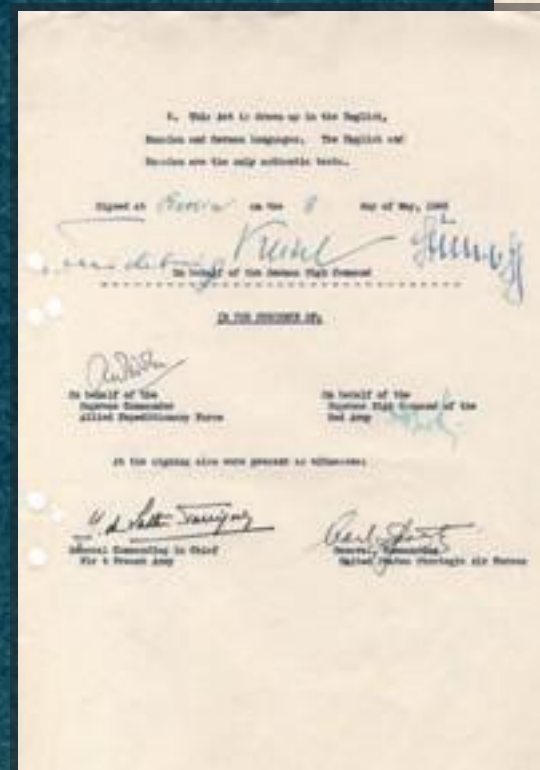 6. This Act is drawn up in the English,
Russian and German languages. The English and
Russian are the only authentic texts.
Signed at Berlin on the 8 day of May, 1945
Keitel
Stumpff
On behalf of the German High Command
IN THE PRESENCE OF:
On behalf of the
Supreme Commander
Allied Expeditionary Force
On behalf of the
Supreme High Command of the
Red Army
At the signing also were present as witnesses:
General Commanding in Chief
First French Army
Carl Spaatz
General, Commanding
United States Strategic Air Forces